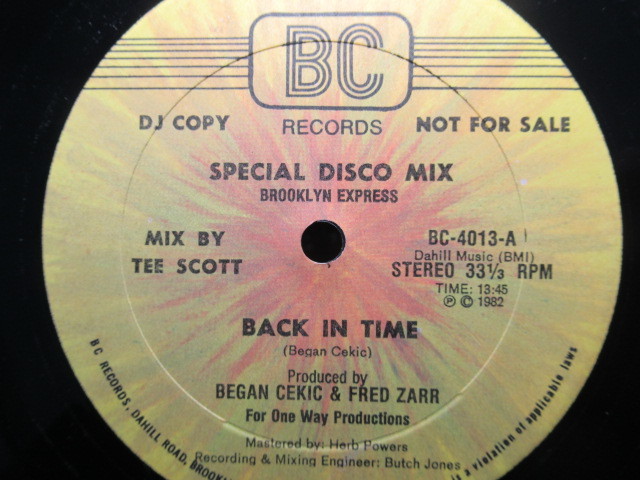 BC
DJ COPY RECORDS NOT FOR SALE
SPECIAL DISCO MIX
BROOKLYN EXPRESS
MIX BY
TEE SCOTT
BC-4013-A
Dahill Music (BMI)
STEREO 33⅓ RPM
TIME: 13:45
℗ © 1982
BACK IN TIME
(Began Cekic)
Produced by
BEGAN CEKIC & FRED ZARR
For One Way Productions
Mastered by: Herb Powers
Recording & Mixing Engineer: Butch Jones
BC RECORDS, DAHILL ROAD, BROOK
is a violation of applicable laws